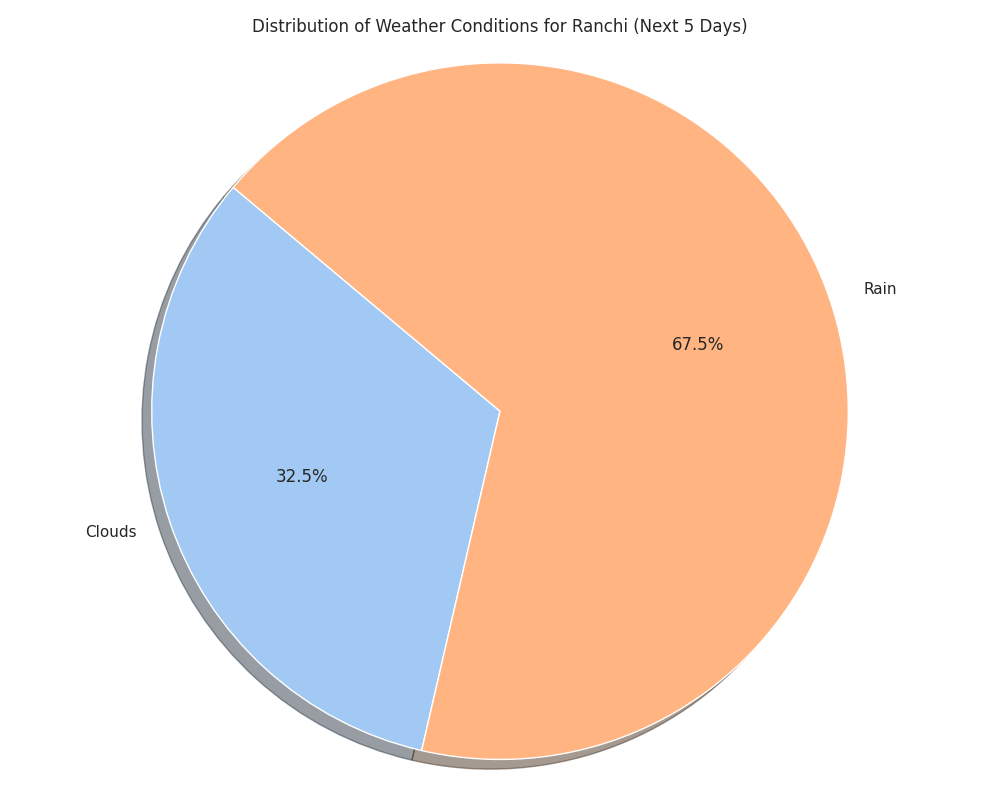 Distribution of Weather Conditions for Ranchi (Next 5 Days)
Rain
67.5%
32.5%
Clouds